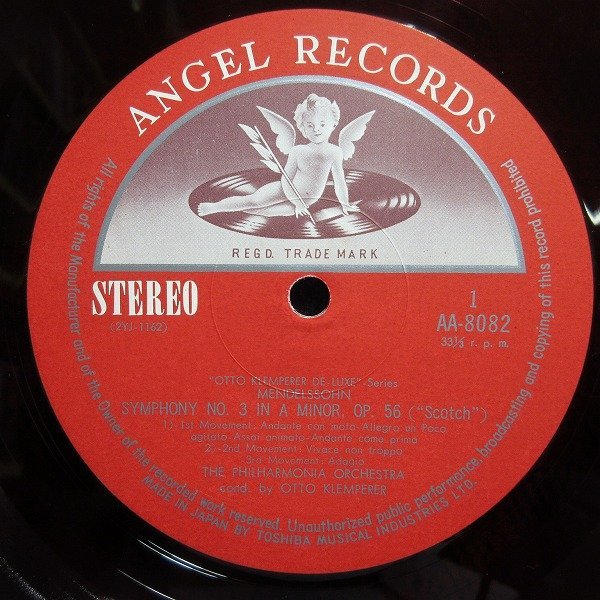 ANGEL RECORDS
REGD. TRADE MARK
STEREO
(2YJ-1162)
1
AA-8082
33⅓ r. p. m.
"OTTO KLEMPERER DE-LUXE"-Series
MENDELSSOHN
SYMPHONY NO. 3 IN A MINOR, OP. 56 ("Scotch")
1)-1st Movement: Andante con moto-Allegro un Poco
agitato-Assai animato-Andante come prima
2)-2nd Movement: Vivace non troppo
3rd Movement: Adagio
THE PHILHARMONIA ORCHESTRA
cond. by OTTO KLEMPERER
All rights of the Manufacturer and of the Owner of the recorded work reserved. Unauthorized public performance, broadcasting and copying of this record prohibited
MADE IN JAPAN BY TOSHIBA MUSICAL INDUSTRIES LTD.